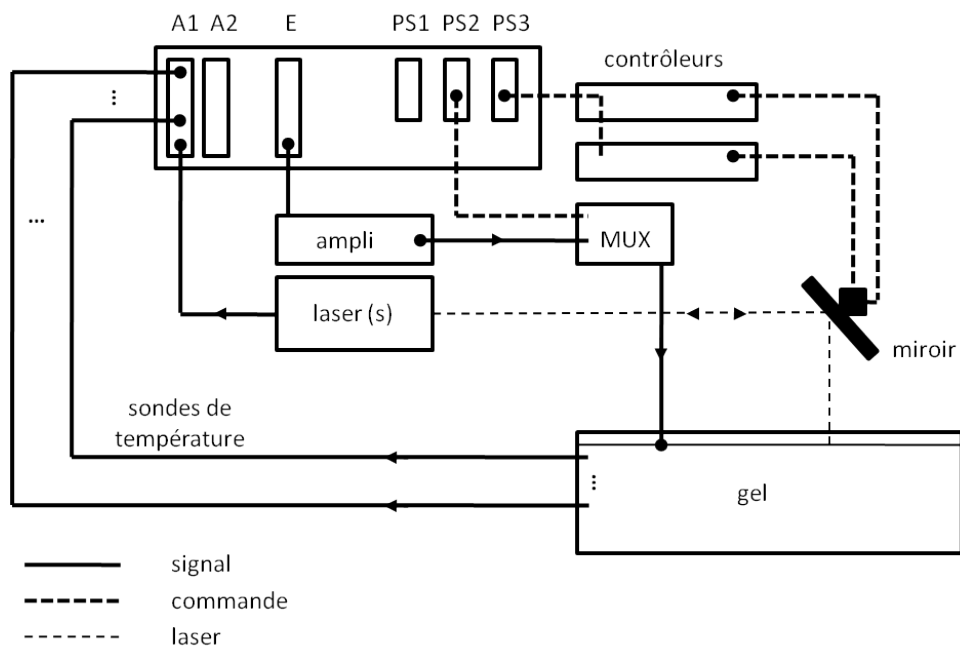 A1 A2 E PS1 PS2 PS3
contrôleurs
...
...
ampli
MUX
laser (s)
miroir
sondes de
température
...
gel
signal
commande
laser